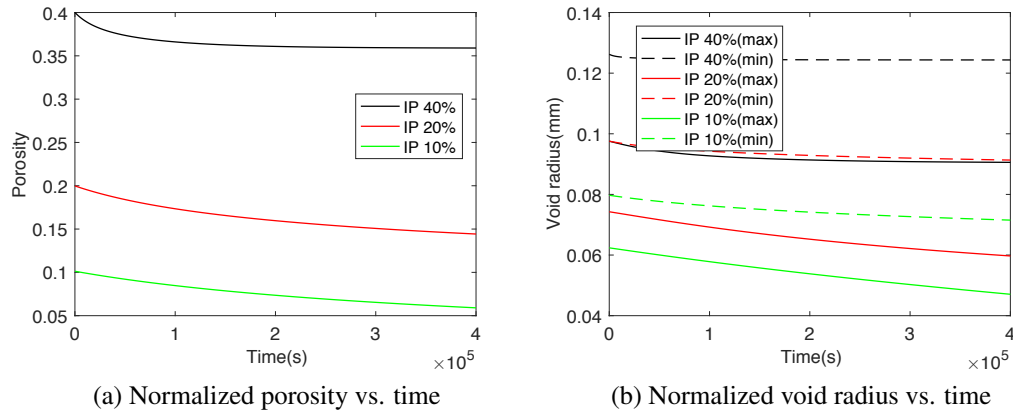 0.4
0.35
0.3
0.25
0.2
0.15
0.1
0.05
Porosity
IP 40%
IP 20%
IP 10%
0 1 2 3 4
Time(s)
×10^5
(a) Normalized porosity vs. time
0.14
0.12
0.1
0.08
0.06
0.04
Void radius(mm)
IP 40%(max)
IP 40%(min)
IP 20%(max)
IP 20%(min)
IP 10%(max)
IP 10%(min)
0 1 2 3 4
Time(s)
×10^5
(b) Normalized void radius vs. time